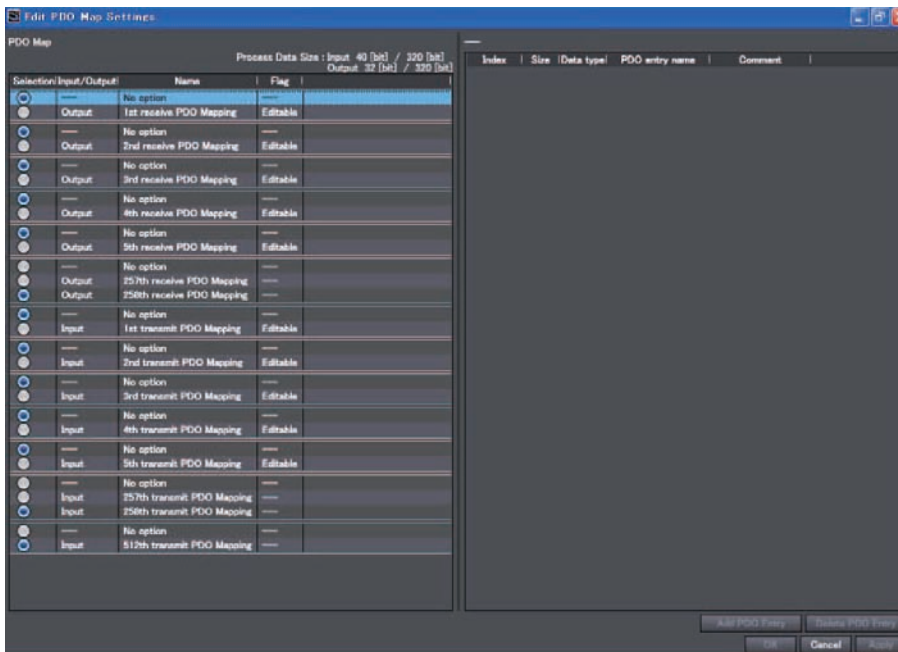 Edit PDO Map Settings
PDO Map
Process Data Size : Input 40 [bit] / 320 [bit]
Output 32 [bit] / 320 [bit]
Selection Input/Output Name Flag
---- No option ----
Output 1st receive PDO Mapping Editable
---- No option ----
Output 2nd receive PDO Mapping Editable
---- No option ----
Output 3rd receive PDO Mapping Editable
---- No option ----
Output 4th receive PDO Mapping Editable
---- No option ----
Output 5th receive PDO Mapping Editable
---- No option ----
Output 257th receive PDO Mapping ----
Output 258th receive PDO Mapping ----
---- No option ----
Input 1st transmit PDO Mapping Editable
---- No option ----
Input 2nd transmit PDO Mapping Editable
---- No option ----
Input 3rd transmit PDO Mapping Editable
---- No option ----
Input 4th transmit PDO Mapping Editable
---- No option ----
Input 5th transmit PDO Mapping Editable
---- No option ----
Input 257th transmit PDO Mapping ----
Input 258th transmit PDO Mapping ----
---- No option ----
Input 512th transmit PDO Mapping ----
Index Size Data type PDO entry name Comment
Add PDO Entry Delete PDO Entry
OK Cancel Apply